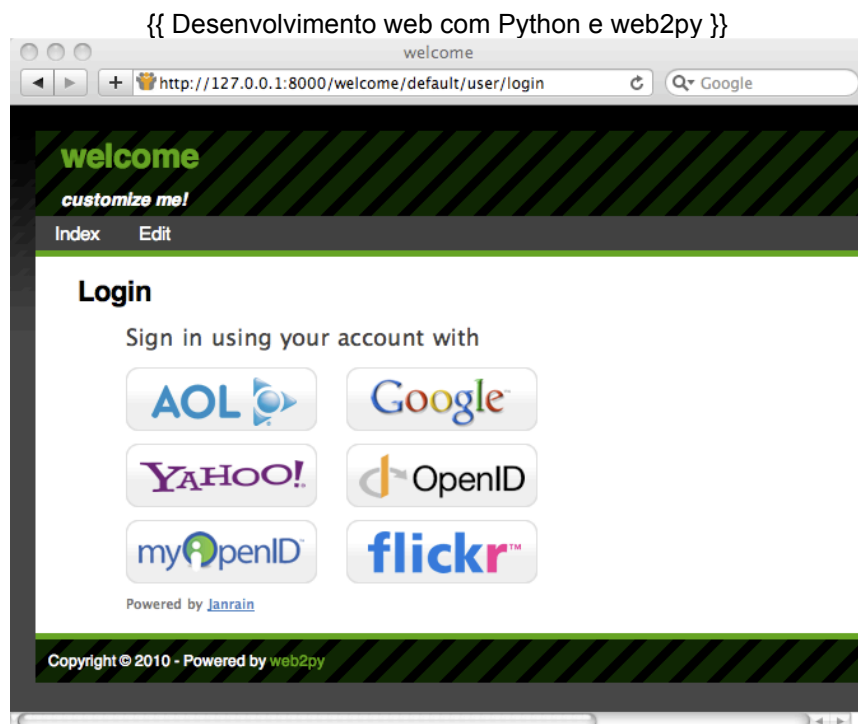 {{ Desenvolvimento web com Python e web2py }}
welcome
http://127.0.0.1:8000/welcome/default/user/login
Google
welcome
customize me!
Index Edit
Login
Sign in using your account with
AOL Google™
YAHOO! OpenID
myOpenID flickr™
Powered by Janrain
Copyright © 2010 - Powered by web2py